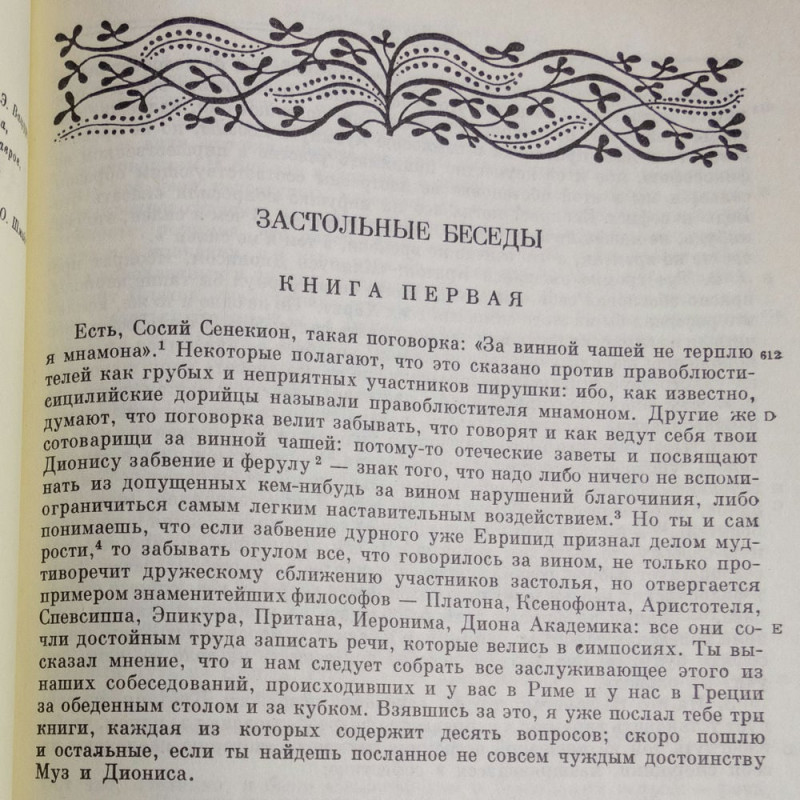 Э.
а,
О.
ЗАСТОЛЬНЫЕ БЕСЕДЫ
КНИГА ПЕРВАЯ
Есть, Сосий Сенекион, такая поговорка: «За винной чашей не терплю 612
я мнамона».¹ Некоторые полагают, что это сказано против правоблюсти-
телей как грубых и неприятных участников пирушки: ибо, как известно,
сицилийские дорийцы называли правоблюстителя мнамоном. Другие же D
думают, что поговорка велит забывать, что говорят и как ведут себя твои
сотоварищи за винной чашей: потому-то отеческие заветы и посвящают
Дионису забвение и ферулу² — знак того, что надо либо ничего не вспоми-
нать из допущенных кем-нибудь за вином нарушений благочиния, либо
ограничиться самым легким наставительным воздействием.³ Но ты и сам
понимаешь, что если забвение дурного уже Еврипид признал делом муд-
рости,⁴ то забывать огулом все, что говорилось за вином, не только про-
тиворечит дружескому сближению участников застолья, но отвергается
примером знаменитейших философов — Платона, Ксенофонта, Аристотеля,
Спевсиппа, Эпикура, Притана, Иеронима, Диона Академика: все они со- E
чли достойным труда записать речи, которые велись в симпосиях. Ты вы-
сказал мнение, что и нам следует собрать все заслуживающее этого из
наших собеседований, происходивших и у вас в Риме и у нас в Греции
за обеденным столом и за кубком. Взявшись за это, я уже послал тебе три
книги, каждая из которых содержит десять вопросов; скоро пошлю
и остальные, если ты найдешь посланное не совсем чуждым достоинству
Муз и Диониса.